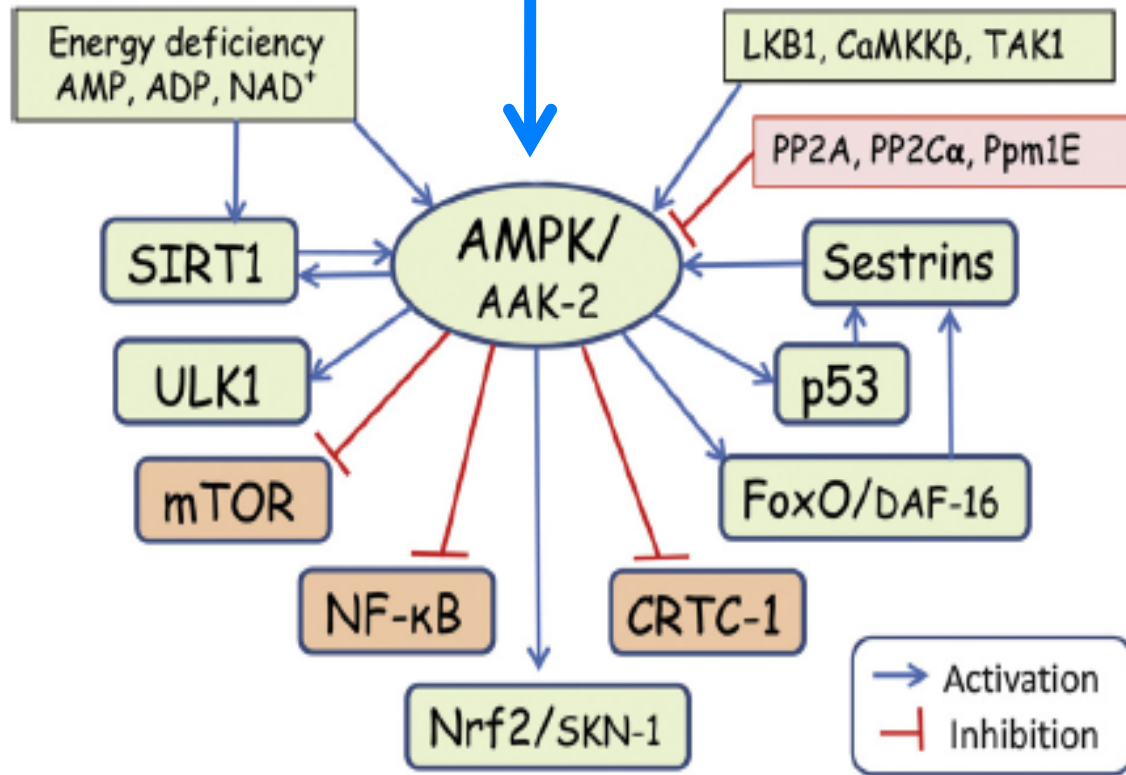 Energy deficiency
AMP, ADP, NAD⁺
LKB1, CaMKKβ, TAK1
PP2A, PP2Cα, Ppm1E
AMPK/
AAK-2
SIRT1
Sestrins
ULK1
p53
mTOR
FoxO/DAF-16
NF-κB
CRTC-1
Nrf2/SKN-1
Activation
Inhibition